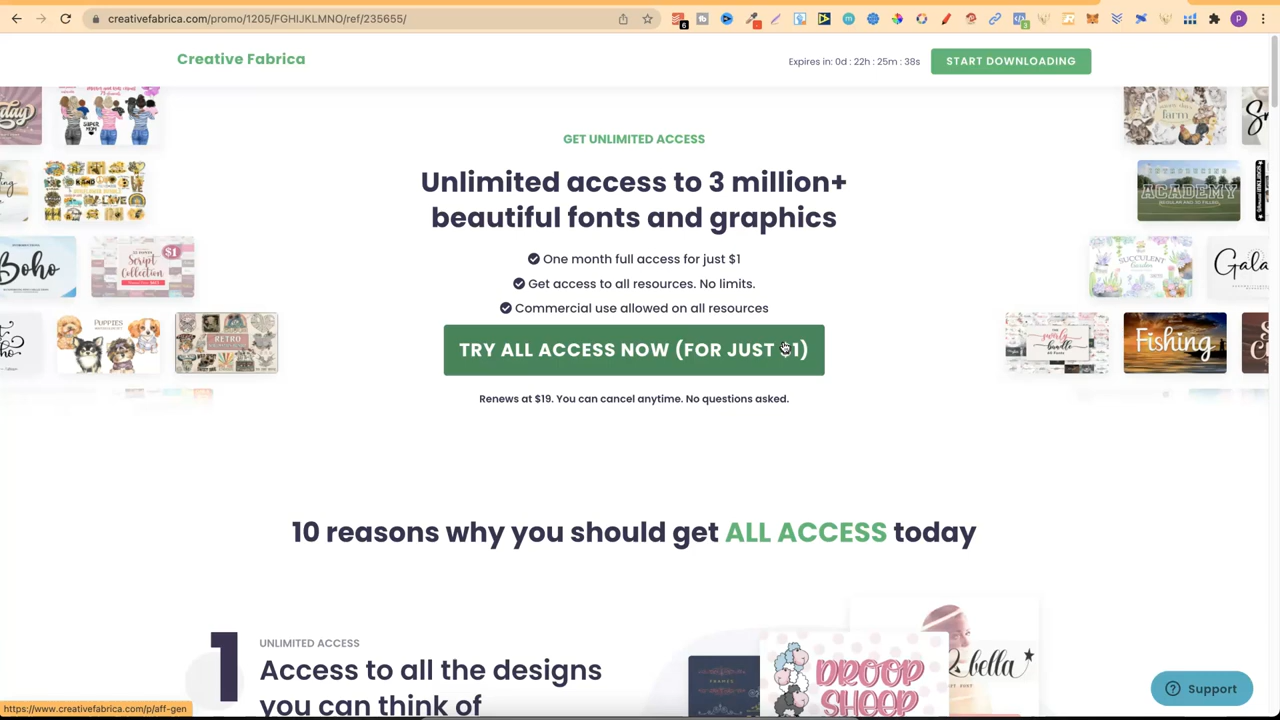 creativefabrica.com/promo/1205/FGHIJKLMNO/ref/235655/
Creative Fabrica
Expires in: 0d : 22h : 25m : 38s
START DOWNLOADING
GET UNLIMITED ACCESS
Unlimited access to 3 million+
beautiful fonts and graphics
One month full access for just $1
Get access to all resources. No limits.
Commercial use allowed on all resources
TRY ALL ACCESS NOW (FOR JUST $1)
Renews at $19. You can cancel anytime. No questions asked.
SUPER MOM
farm
ACADEMY
Boho
Script
Collection
$1
SUCCULENT
Gala
PUPPIES
RETRO
Fishing
10 reasons why you should get ALL ACCESS today
1
UNLIMITED ACCESS
Access to all the designs
you can think of
FRAMES
DROOP
SHEEP
bella
Support
https://www.creativefabrica.com/p/aff-gen